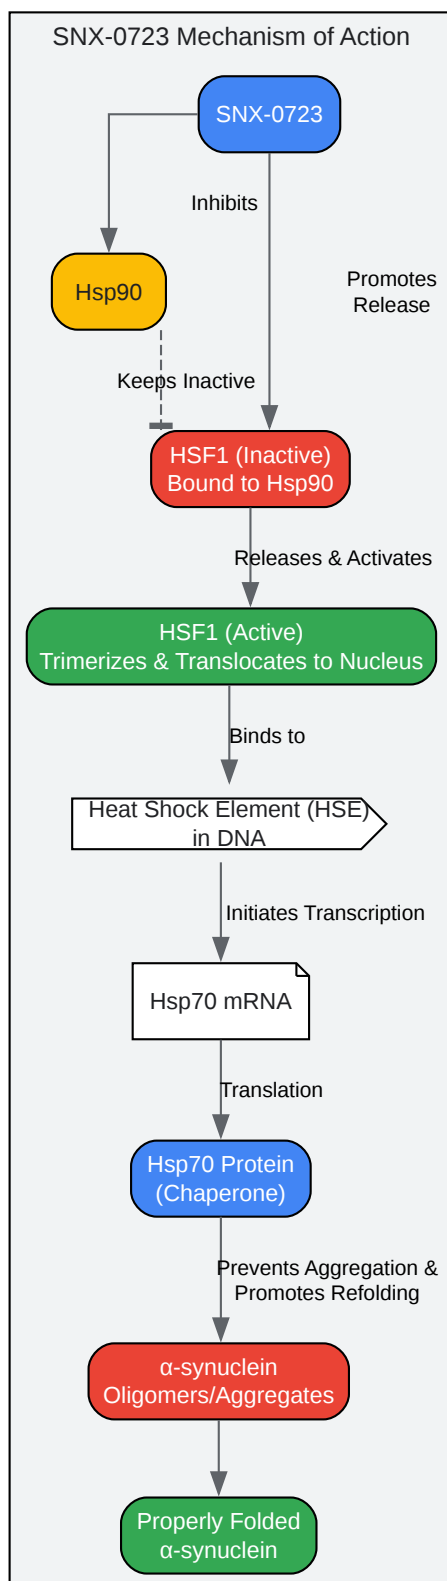 SNX-0723 Mechanism of Action
SNX-0723
Inhibits
Hsp90
Promotes
Release
Keeps Inactive
HSF1 (Inactive)
Bound to Hsp90
Releases & Activates
HSF1 (Active)
Trimerizes & Translocates to Nucleus
Binds to
Heat Shock Element (HSE)
in DNA
Initiates Transcription
Hsp70 mRNA
Translation
Hsp70 Protein
(Chaperone)
Prevents Aggregation &
Promotes Refolding
α-synuclein
Oligomers/Aggregates
Properly Folded
α-synuclein